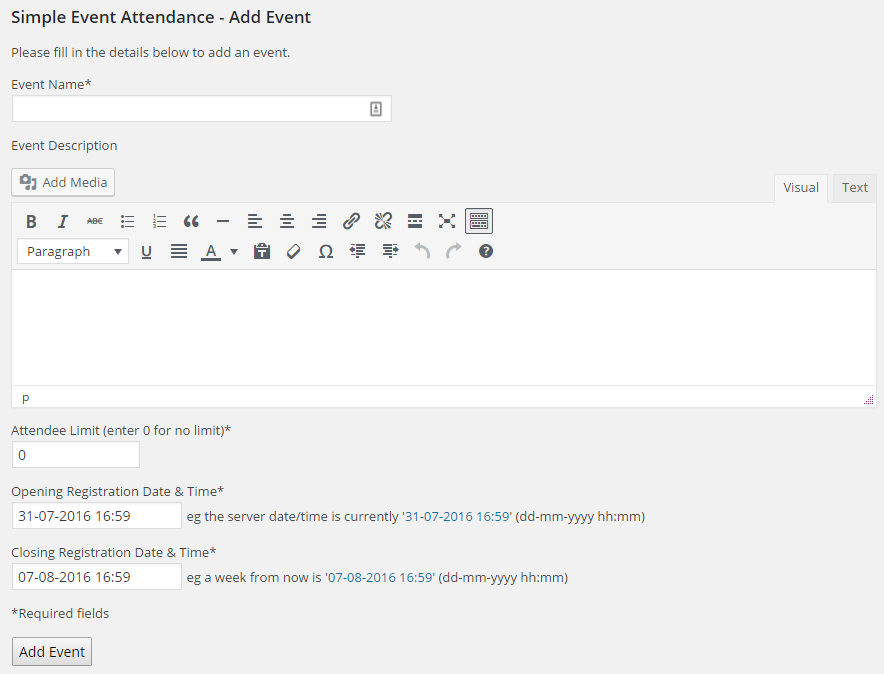 Simple Event Attendance - Add Event
Please fill in the details below to add an event.
Event Name*
Event Description
Add Media
Visual Text
B I ABC
Paragraph U A T Ω ?
p
Attendee Limit (enter 0 for no limit)*
0
Opening Registration Date & Time*
31-07-2016 16:59 eg the server date/time is currently '31-07-2016 16:59' (dd-mm-yyyy hh:mm)
Closing Registration Date & Time*
07-08-2016 16:59 eg a week from now is '07-08-2016 16:59' (dd-mm-yyyy hh:mm)
*Required fields
Add Event